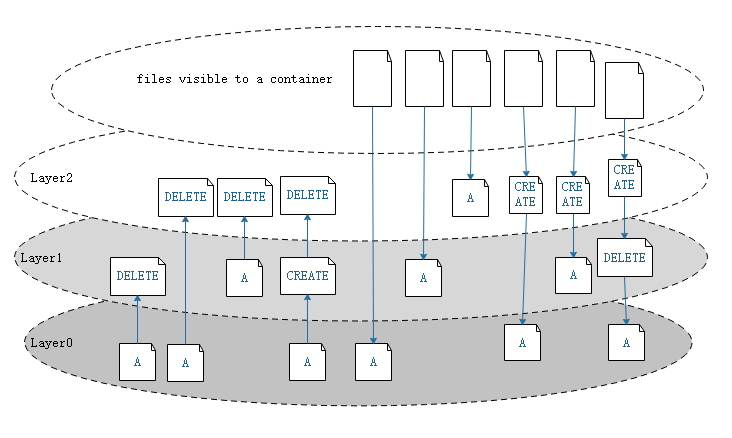 files visible to a container
Layer2
DELETE
DELETE
DELETE
A
CRE
ATE
CRE
ATE
CRE
ATE
Layer1
DELETE
A
CREATE
A
A
DELETE
Layer0
A
A
A
A
A
A